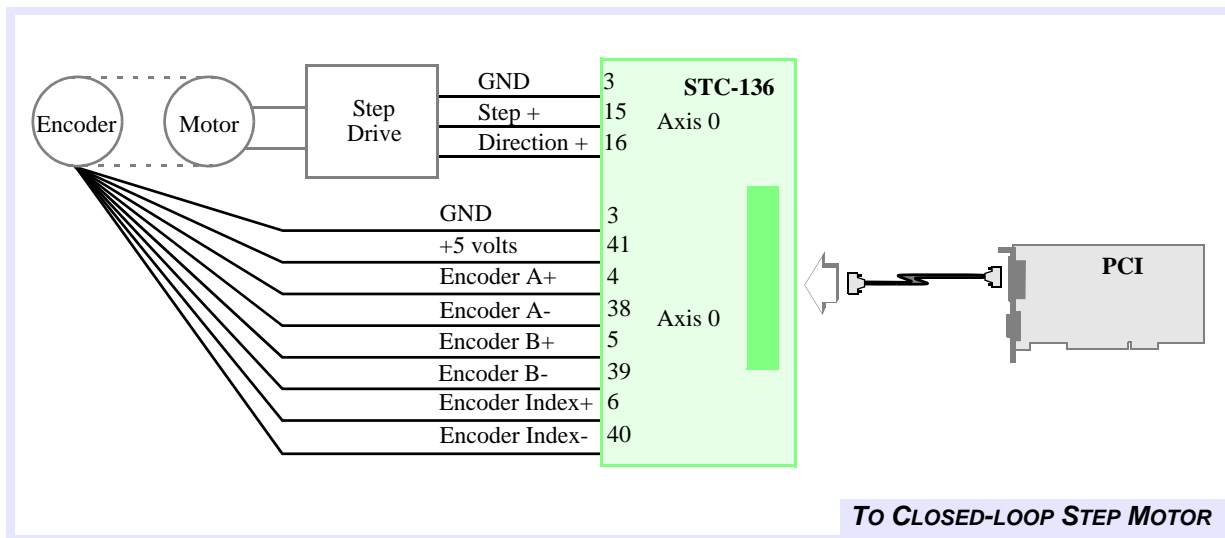 Encoder
Motor
Step
Drive
GND 3
Step + 15
Direction + 16
STC-136
Axis 0
GND 3
+5 volts 41
Encoder A+ 4
Encoder A- 38
Encoder B+ 5
Encoder B- 39
Encoder Index+ 6
Encoder Index- 40
Axis 0
PCI
TO CLOSED-LOOP STEP MOTOR